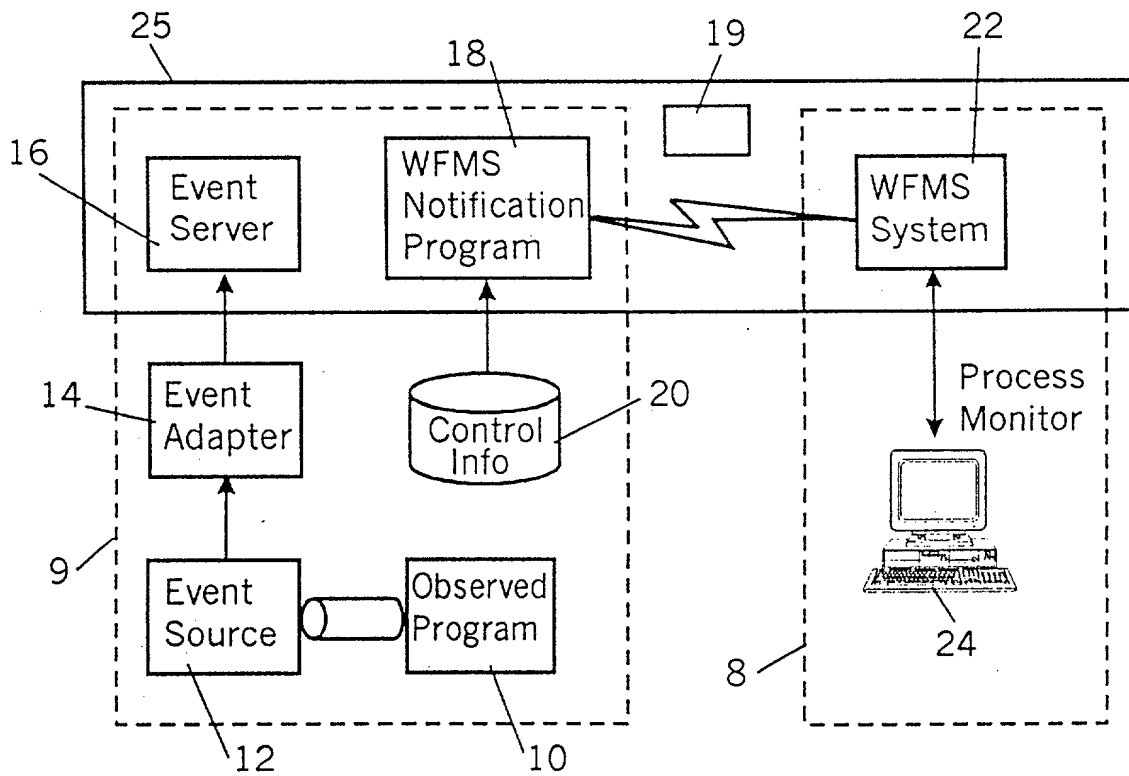 25
18
19
22
16
Event
Server
WFMS
Notification
Program
WFMS
System
14
Event
Adapter
Control
Info
20
Process
Monitor
9
Event
Source
Observed
Program
8
24
12
10